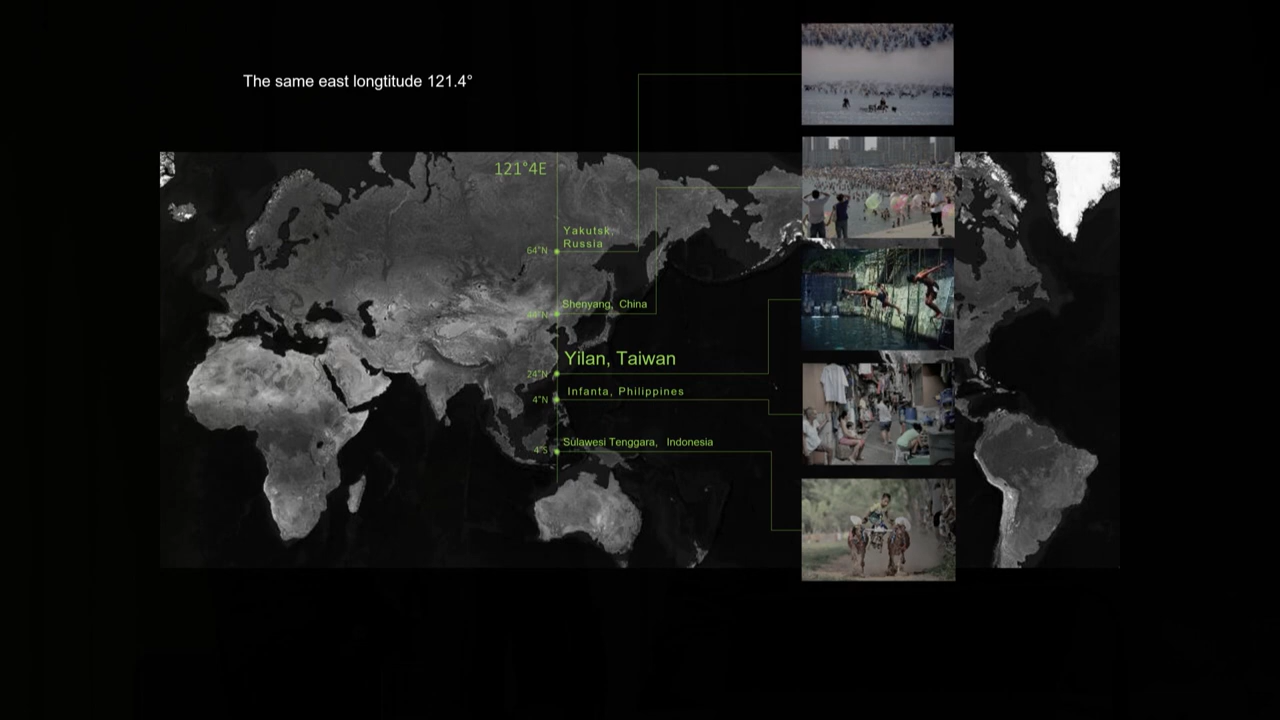 The same east longtitude 121.4°
121°4E
Yakutsk,
Russia
64°N
Shenyang, China
44°N
Yilan, Taiwan
24°N
Infanta, Philippines
4°N
Sulawesi Tenggara, Indonesia
4°S